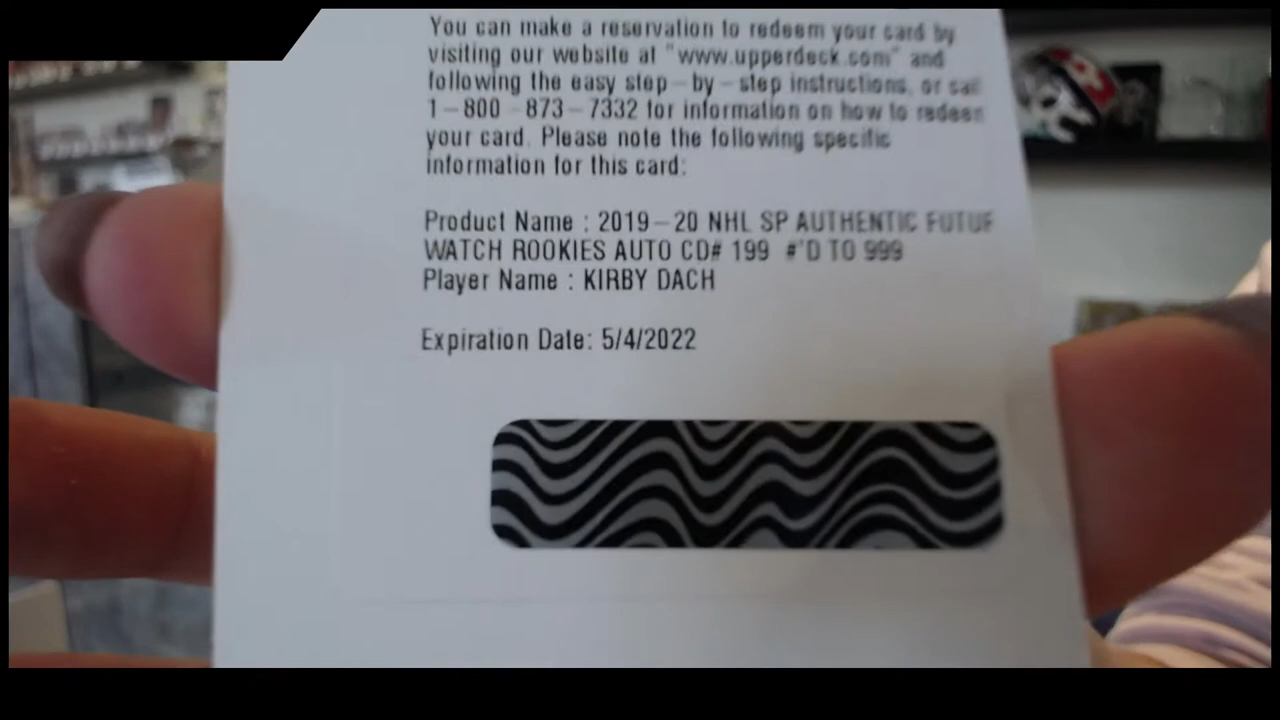 You can make a reservation to redeem your card by
visiting our website at "www.upperdeck.com" and
following the easy step-by-step instructions, or call
1-800-873-7332 for information on how to redeem
your card. Please note the following specific
information for this card:
Product Name : 2019-20 NHL SP AUTHENTIC FUTUR
WATCH ROOKIES AUTO CD# 199 #'D TO 999
Player Name : KIRBY DACH
Expiration Date: 5/4/2022